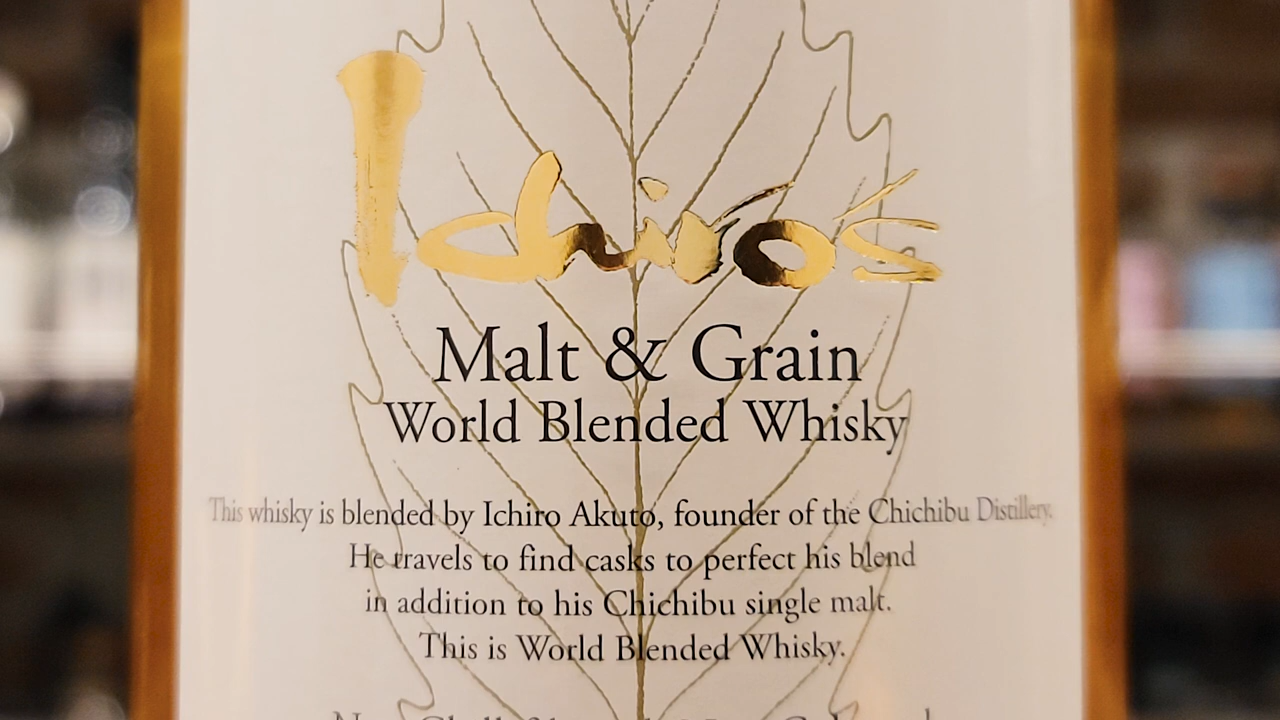 Ichiro's
Malt & Grain
World Blended Whisky
This whisky is blended by Ichiro Akuto, founder of the Chichibu Distillery.
He travels to find casks to perfect his blend
in addition to his Chichibu single malt.
This is World Blended Whisky.